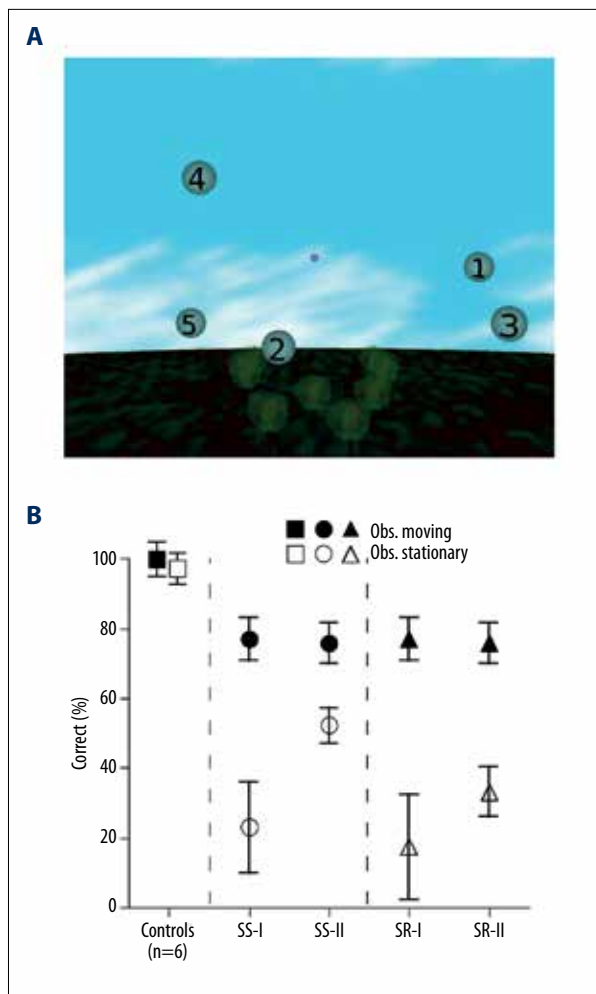 A
4
1
5
3
2
B
Obs. moving
Obs. stationary
100
80
60
40
20
0
Correct (%)
Controls
(n=6)
SS-I
SS-II
SR-I
SR-II